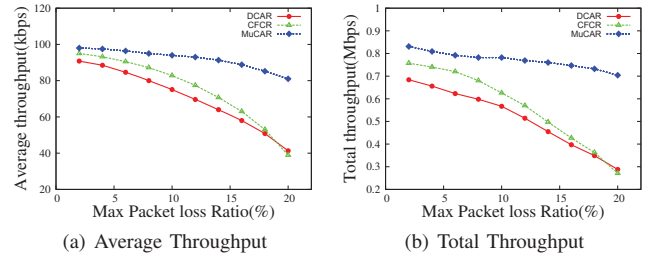 DCAR
CFCR
MuCAR
Average throughput(kbps)
120
100
80
60
40
20
0 5 10 15 20
Max Packet loss Ratio(%)
(a) Average Throughput
DCAR
CFCR
MuCAR
Total throughput(Mbps)
1
0.9
0.8
0.7
0.6
0.5
0.4
0.3
0.2
0 5 10 15 20
Max Packet loss Ratio(%)
(b) Total Throughput